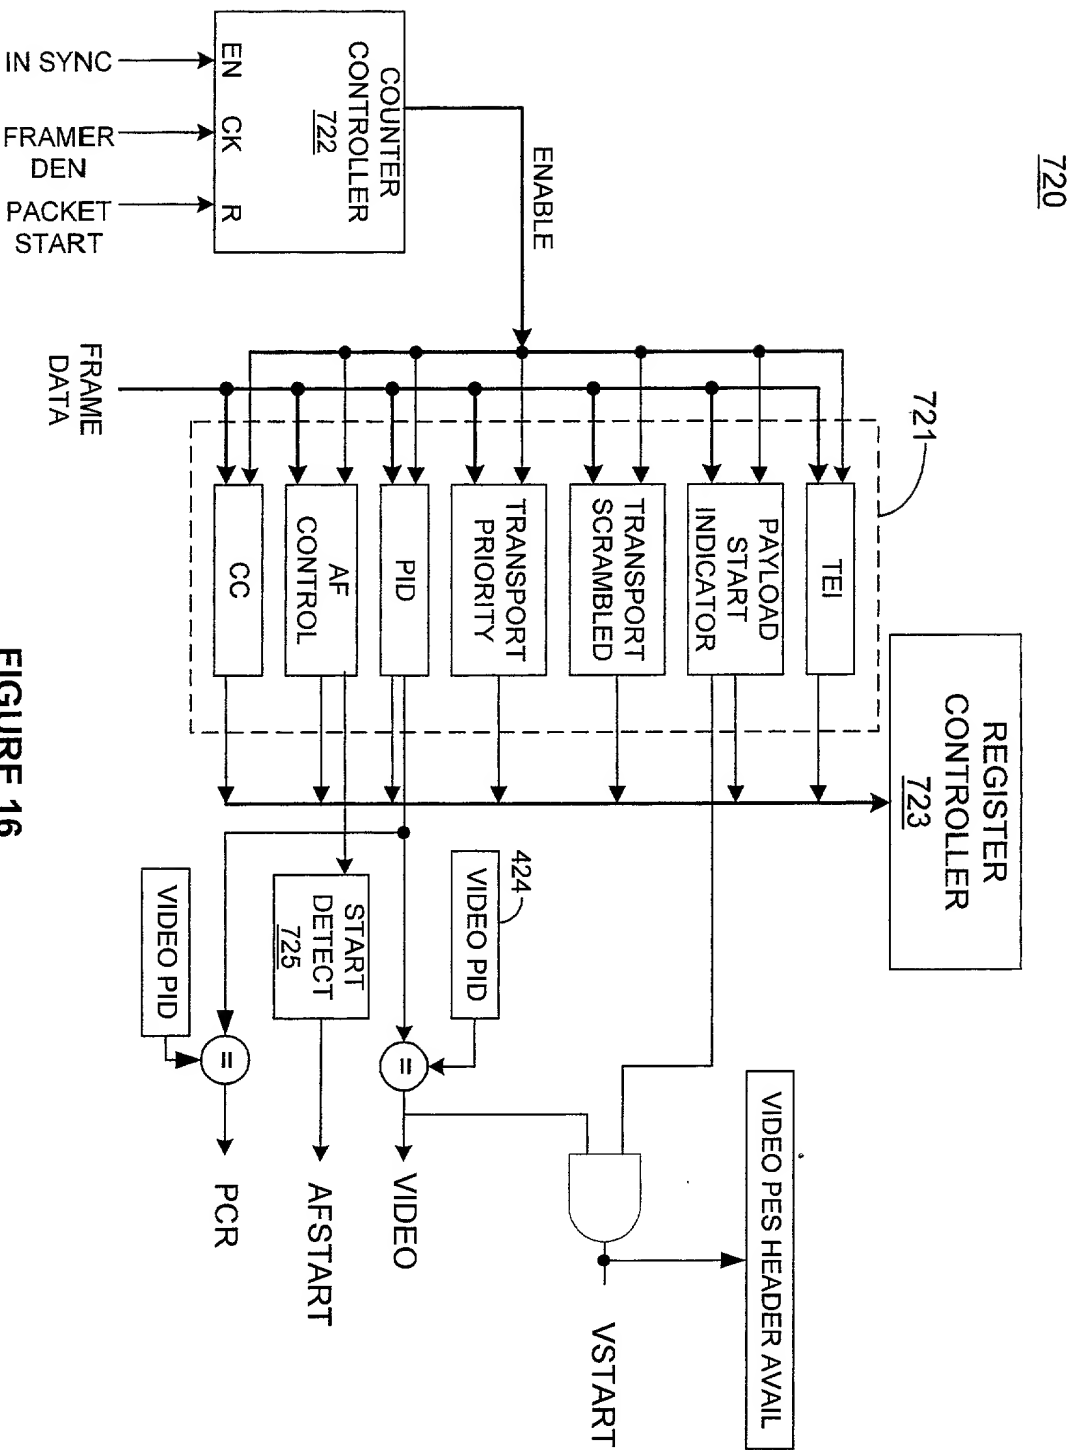 720
IN SYNC
FRAMER
DEN
PACKET
START
EN
CK
R
COUNTER
CONTROLLER
722
ENABLE
FRAME
DATA
721
TEI
PAYLOAD
START
INDICATOR
TRANSPORT
SCRAMBLED
TRANSPORT
PRIORITY
PID
AF
CONTROL
CC
REGISTER
CONTROLLER
723
VIDEO PID
424
START
DETECT
725
VIDEO PID
=
=
VIDEO PES HEADER AVAIL
VSTART
VIDEO
AFSTART
PCR
FIGURE 16